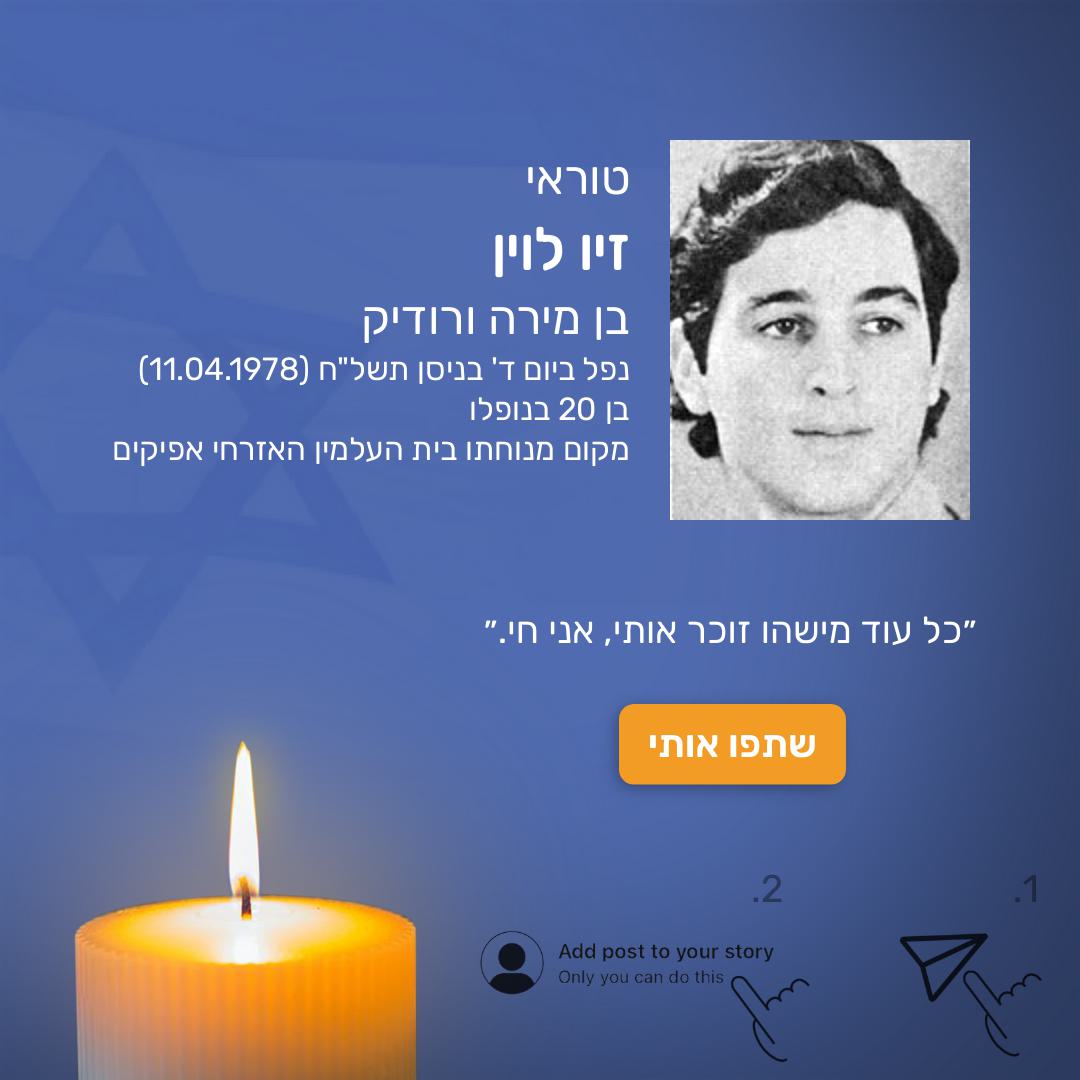 טוראי
זיו לוין
בן מירה ורודיק
נפל ביום ד' בניסן תשל"ח (11.04.1978)
בן 20 בנופלו
מקום מנוחתו בית העלמין האזרחי אפיקים
״כל עוד מישהו זוכר אותי, אני חי.״
שתפו אותי
.1
.2
Add post to your story
Only you can do this